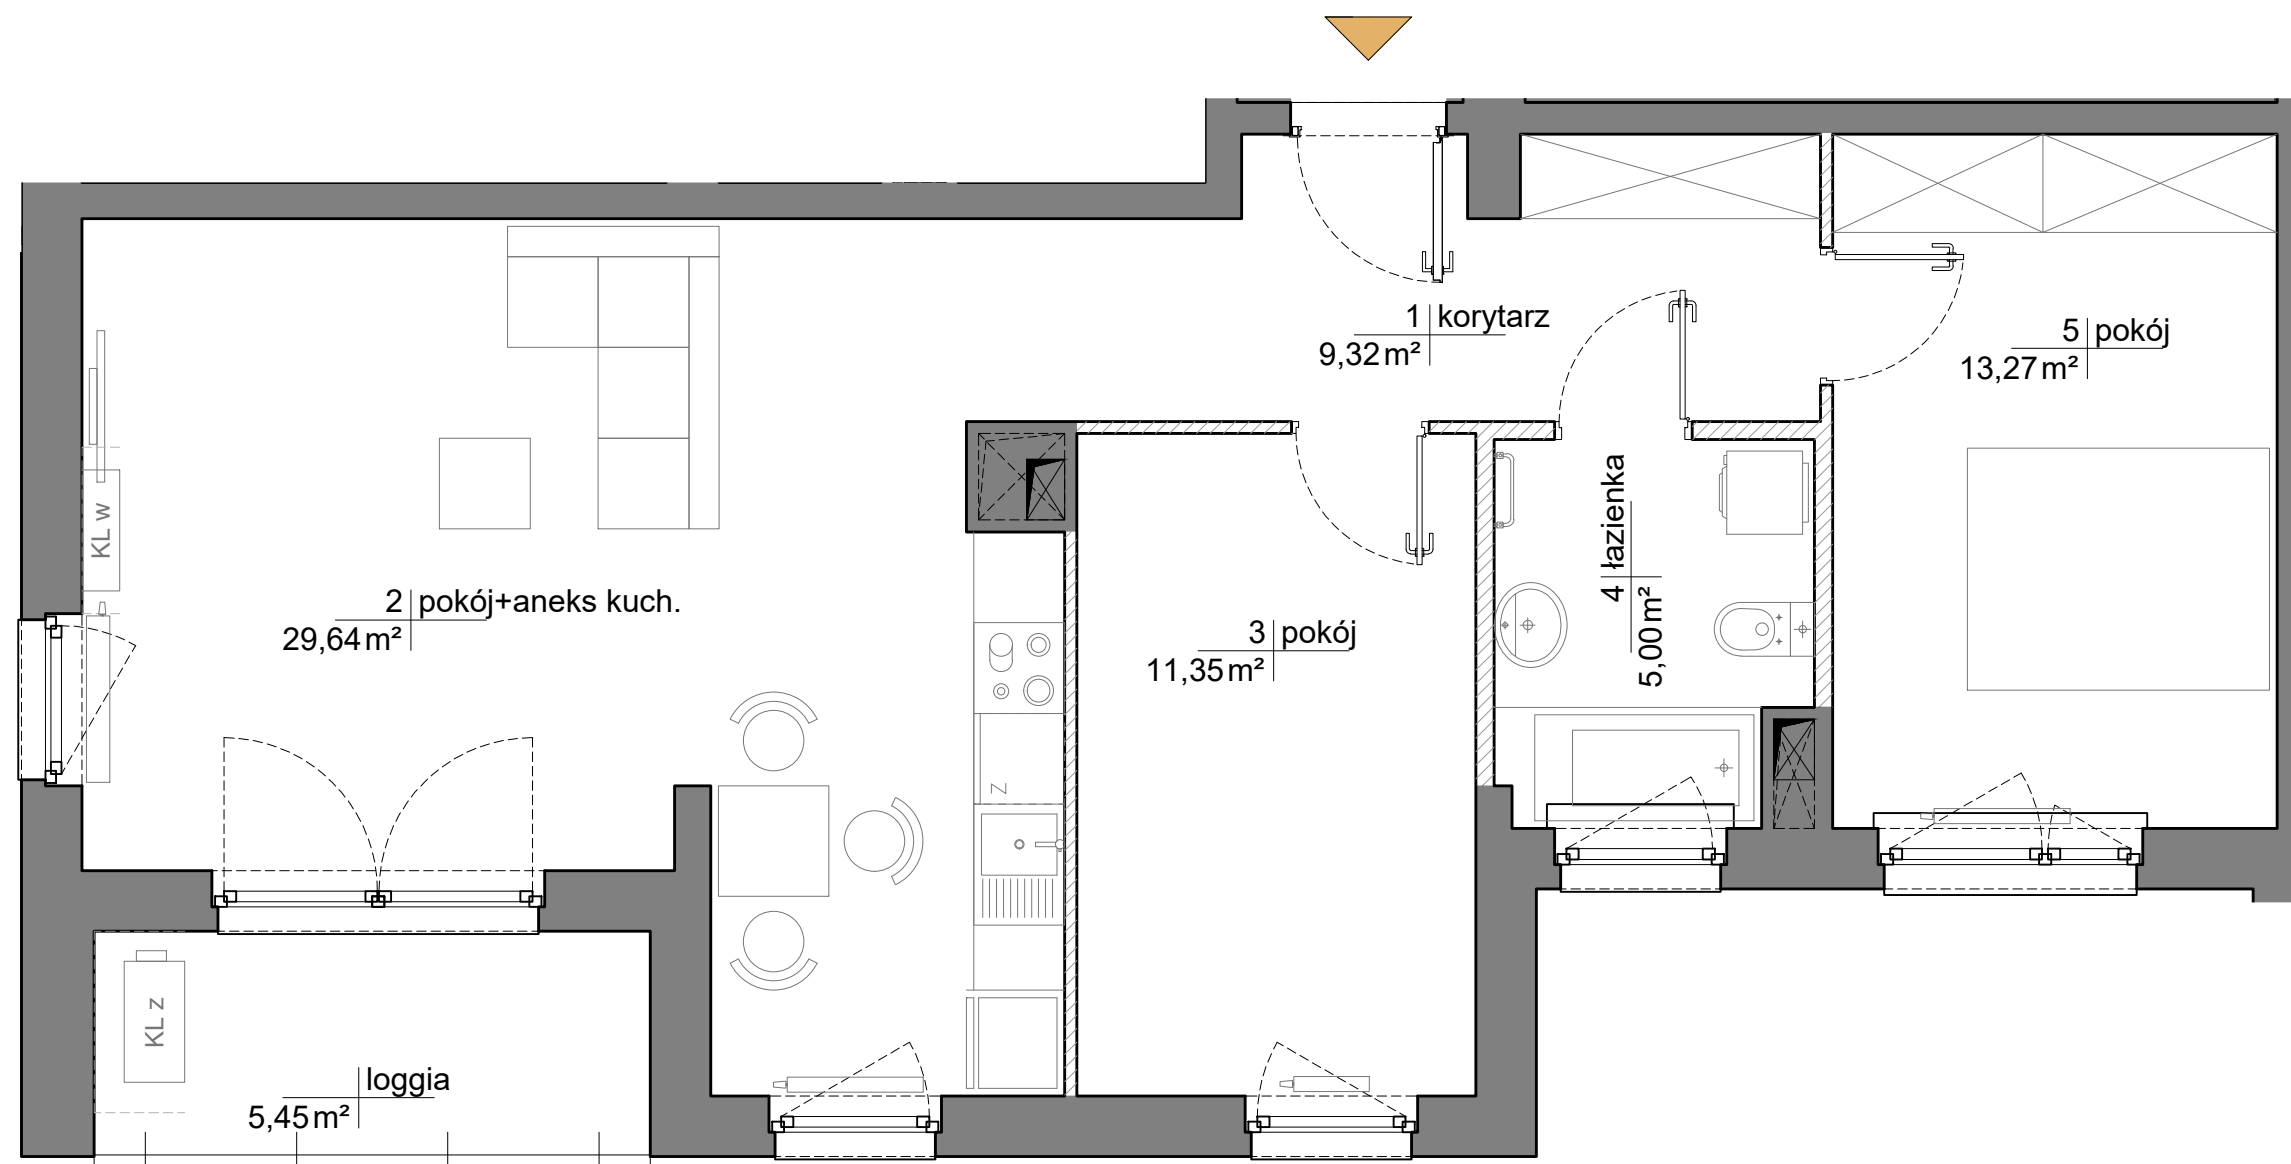 1 korytarz
9,32 m²
5 pokój
13,27 m²
KL w
2 pokój+aneks kuch.
29,64 m²
3 pokój
11,35 m²
4 łazienka
5,00 m²
Z
KL z
loggia
5,45 m²